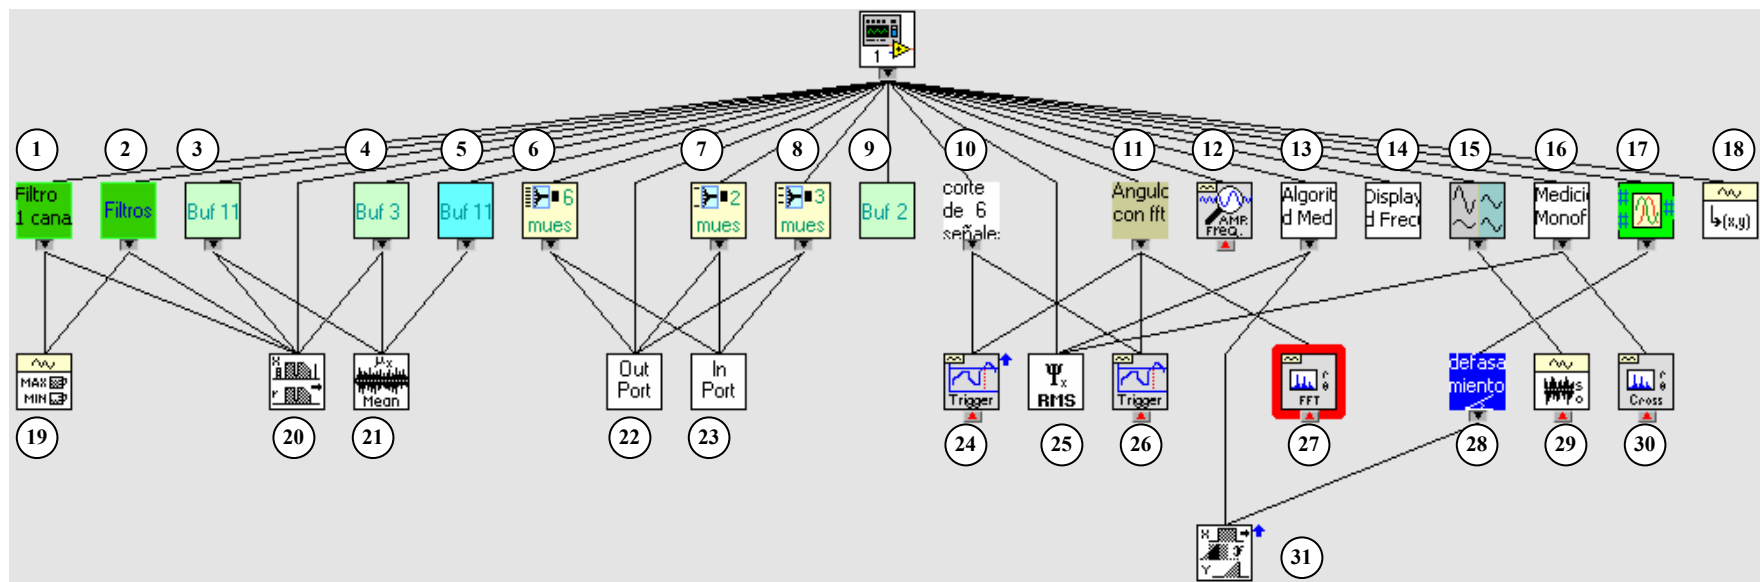 1
1
2
3
4
5
6
7
8
9
10
11
12
13
14
15
16
17
18
Filtro
1 cana
Filtros
Buf 11
Buf 3
Buf 11
6
mues
2
mues
3
mues
Buf 2
corte
de 6
señale:
Angulo
con fft
AMP
FREQ.
Algorit
d Med
Display
d Frec
Medici
Monof
# #
#
↳(x,y)
MAX
MIN
X
Y
μx
Mean
Out
Port
In
Port
Trigger
Ψx
RMS
Trigger
r
θ
FFT
defasa
miento
S
O
r
θ
Cross
19
20
21
22
23
24
25
26
27
28
29
30
X
Y
31